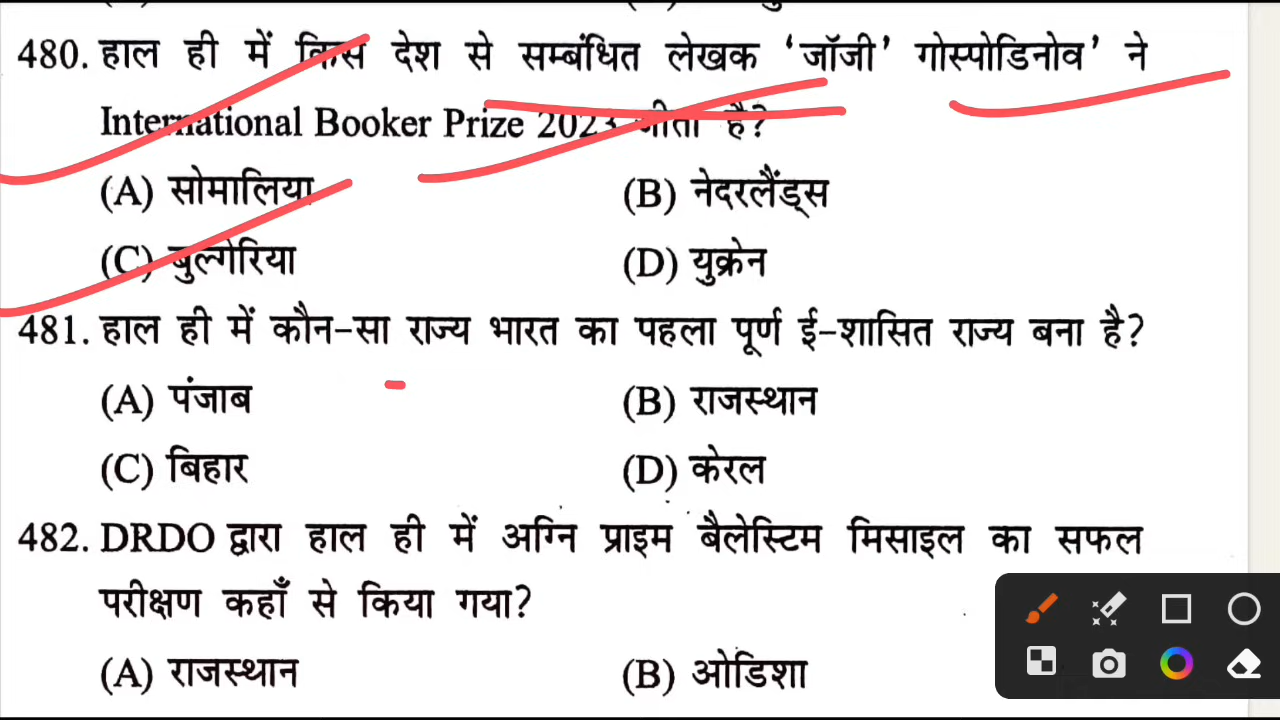 480. हाल ही में किस देश से सम्बंधित लेखक ‘जॉजी’ गोस्पोडिनोव’ ने
International Booker Prize 2023 जीता है?
(A) सोमालिया (B) नेदरलैंड्स
(C) बुल्गेरिया (D) युक्रेन
481. हाल ही में कौन-सा राज्य भारत का पहला पूर्ण ई-शासित राज्य बना है?
(A) पंजाब (B) राजस्थान
(C) बिहार (D) केरल
482. DRDO द्वारा हाल ही में अग्नि प्राइम बैलेस्टिम मिसाइल का सफल
परीक्षण कहाँ से किया गया?
(A) राजस्थान (B) ओडिशा